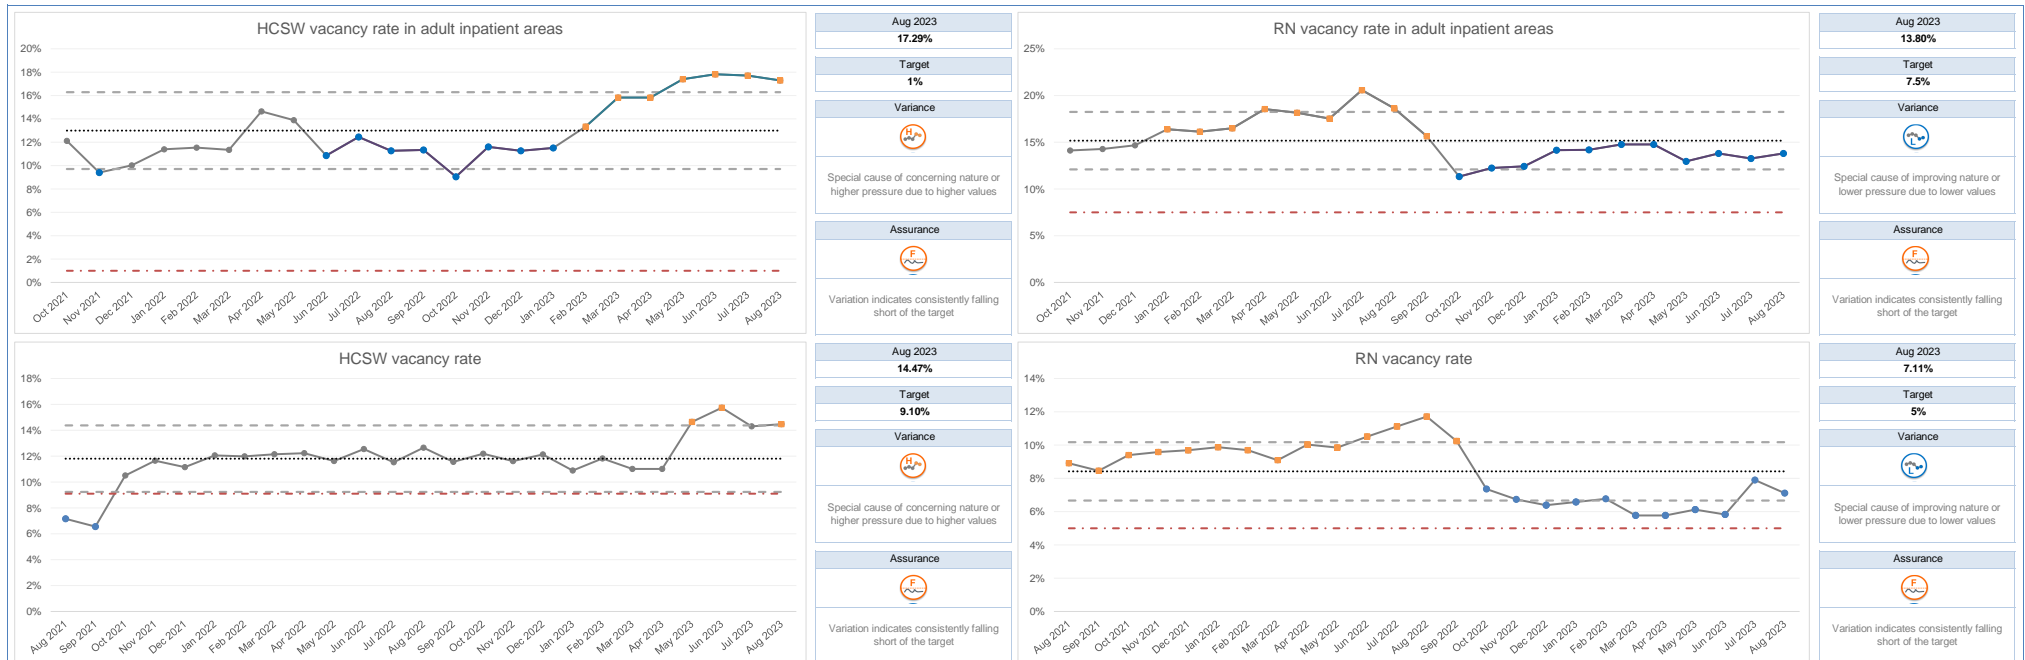 HCSW vacancy rate in adult inpatient areas
20%
18%
16%
14%
12%
10%
8%
6%
4%
2%
0%
Oct 2021
Nov 2021
Dec 2021
Jan 2022
Feb 2022
Mar 2022
Apr 2022
May 2022
Jun 2022
Jul 2022
Aug 2022
Sep 2022
Oct 2022
Nov 2022
Dec 2022
Jan 2023
Feb 2023
Mar 2023
Apr 2023
May 2023
Jun 2023
Jul 2023
Aug 2023
Aug 2023
17.29%
Target
1%
Variance
H
Special cause of concerning nature or
higher pressure due to higher values
Assurance
F
Variation indicates consistently falling
short of the target
RN vacancy rate in adult inpatient areas
25%
20%
15%
10%
5%
0%
Oct 2021
Nov 2021
Dec 2021
Jan 2022
Feb 2022
Mar 2022
Apr 2022
May 2022
Jun 2022
Jul 2022
Aug 2022
Sep 2022
Oct 2022
Nov 2022
Dec 2022
Jan 2023
Feb 2023
Mar 2023
Apr 2023
May 2023
Jun 2023
Jul 2023
Aug 2023
Aug 2023
13.80%
Target
7.5%
Variance
L
Special cause of improving nature or
lower pressure due to lower values
Assurance
F
Variation indicates consistently falling
short of the target
HCSW vacancy rate
18%
16%
14%
12%
10%
8%
6%
4%
2%
0%
Aug 2021
Sep 2021
Oct 2021
Nov 2021
Dec 2021
Jan 2022
Feb 2022
Mar 2022
Apr 2022
May 2022
Jun 2022
Jul 2022
Aug 2022
Sep 2022
Oct 2022
Nov 2022
Dec 2022
Jan 2023
Feb 2023
Mar 2023
Apr 2023
May 2023
Jun 2023
Jul 2023
Aug 2023
Aug 2023
14.47%
Target
9.10%
Variance
H
Special cause of concerning nature or
higher pressure due to higher values
Assurance
F
Variation indicates consistently falling
short of the target
RN vacancy rate
14%
12%
10%
8%
6%
4%
2%
0%
Aug 2021
Sep 2021
Oct 2021
Nov 2021
Dec 2021
Jan 2022
Feb 2022
Mar 2022
Apr 2022
May 2022
Jun 2022
Jul 2022
Aug 2022
Sep 2022
Oct 2022
Nov 2022
Dec 2022
Jan 2023
Feb 2023
Mar 2023
Apr 2023
May 2023
Jun 2023
Jul 2023
Aug 2023
Aug 2023
7.11%
Target
5%
Variance
L
Special cause of improving nature or
lower pressure due to lower values
Assurance
F
Variation indicates consistently falling
short of the target